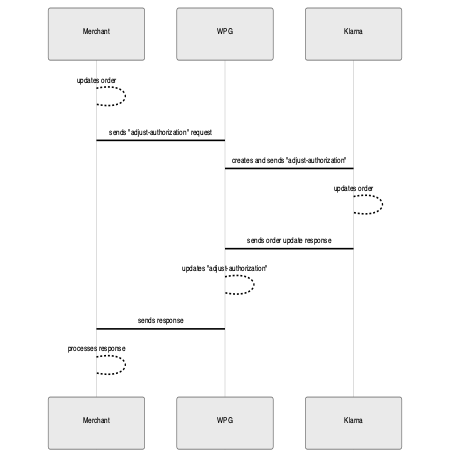 Merchant
WPG
Klarna
updates order
sends "adjust-authorization" request
creates and sends "adjust-authorization"
updates order
sends order update response
updates "adjust-authorization"
sends response
processes response
Merchant
WPG
Klarna